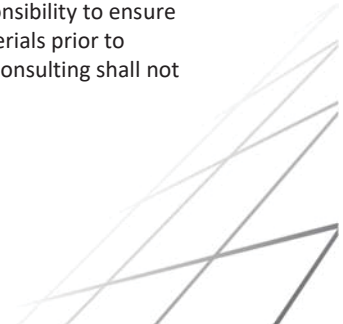 onsibility to ensure
erials prior to
onsulting shall not